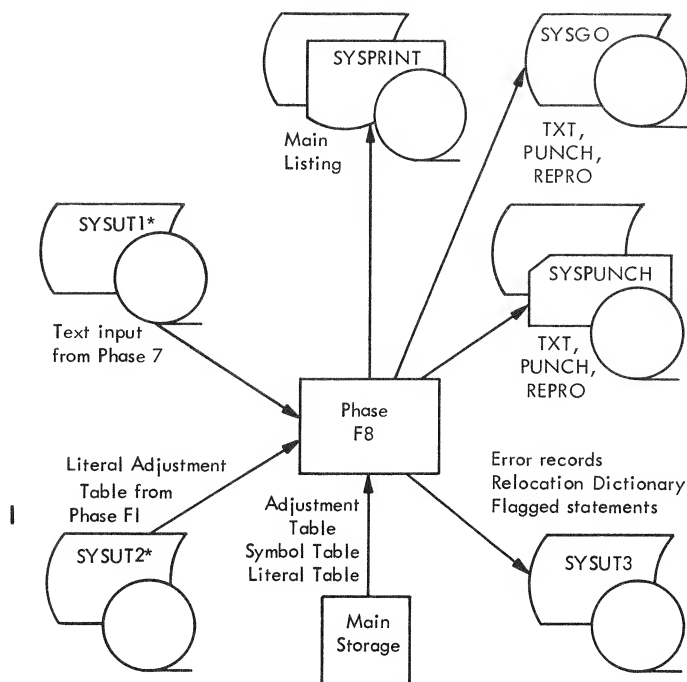 SYSPRINT
Main
Listing
SYSGO
TXT,
PUNCH,
REPRO
SYSUT1*
Text input
from Phase 7
SYSPUNCH
TXT,
PUNCH,
REPRO
Phase
F8
Literal Adjustment
Table from
Phase FI
SYSUT2*
Adjustment
Table
Symbol Table
Literal Table
Main
Storage
Error records
Relocation Dictionary
Flagged statements
SYSUT3